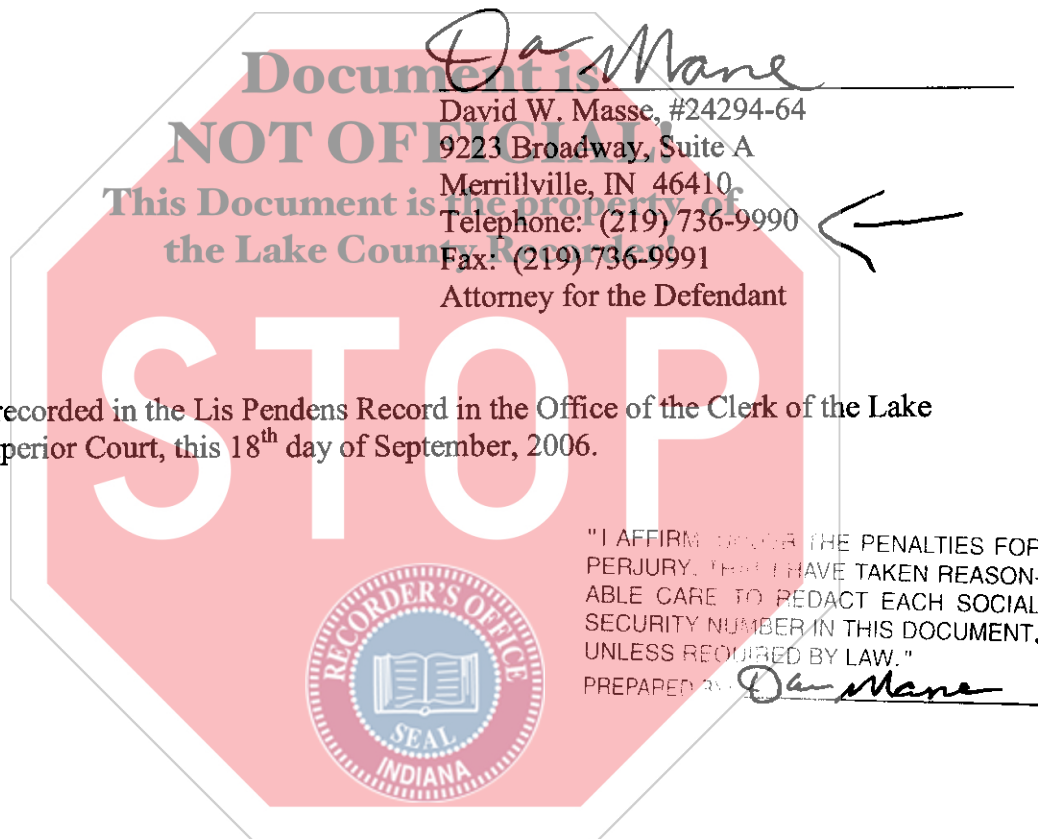 Document is
NOT OFFICIAL!
This Document is the property of
the Lake County Recorder!
David W. Masse, #24294-64
9223 Broadway, Suite A
Merrillville, IN 46410
Telephone: (219) 736-9990
Fax: (219) 736-9991
Attorney for the Defendant
STOP
recorded in the Lis Pendens Record in the Office of the Clerk of the Lake
perior Court, this 18th day of September, 2006.
"I AFFIRM UNDER THE PENALTIES FOR
PERJURY, THAT I HAVE TAKEN REASON-
ABLE CARE TO REDACT EACH SOCIAL
SECURITY NUMBER IN THIS DOCUMENT,
UNLESS REQUIRED BY LAW."
PREPARED BY:
RECORDER'S OFFICE
SEAL
INDIANA